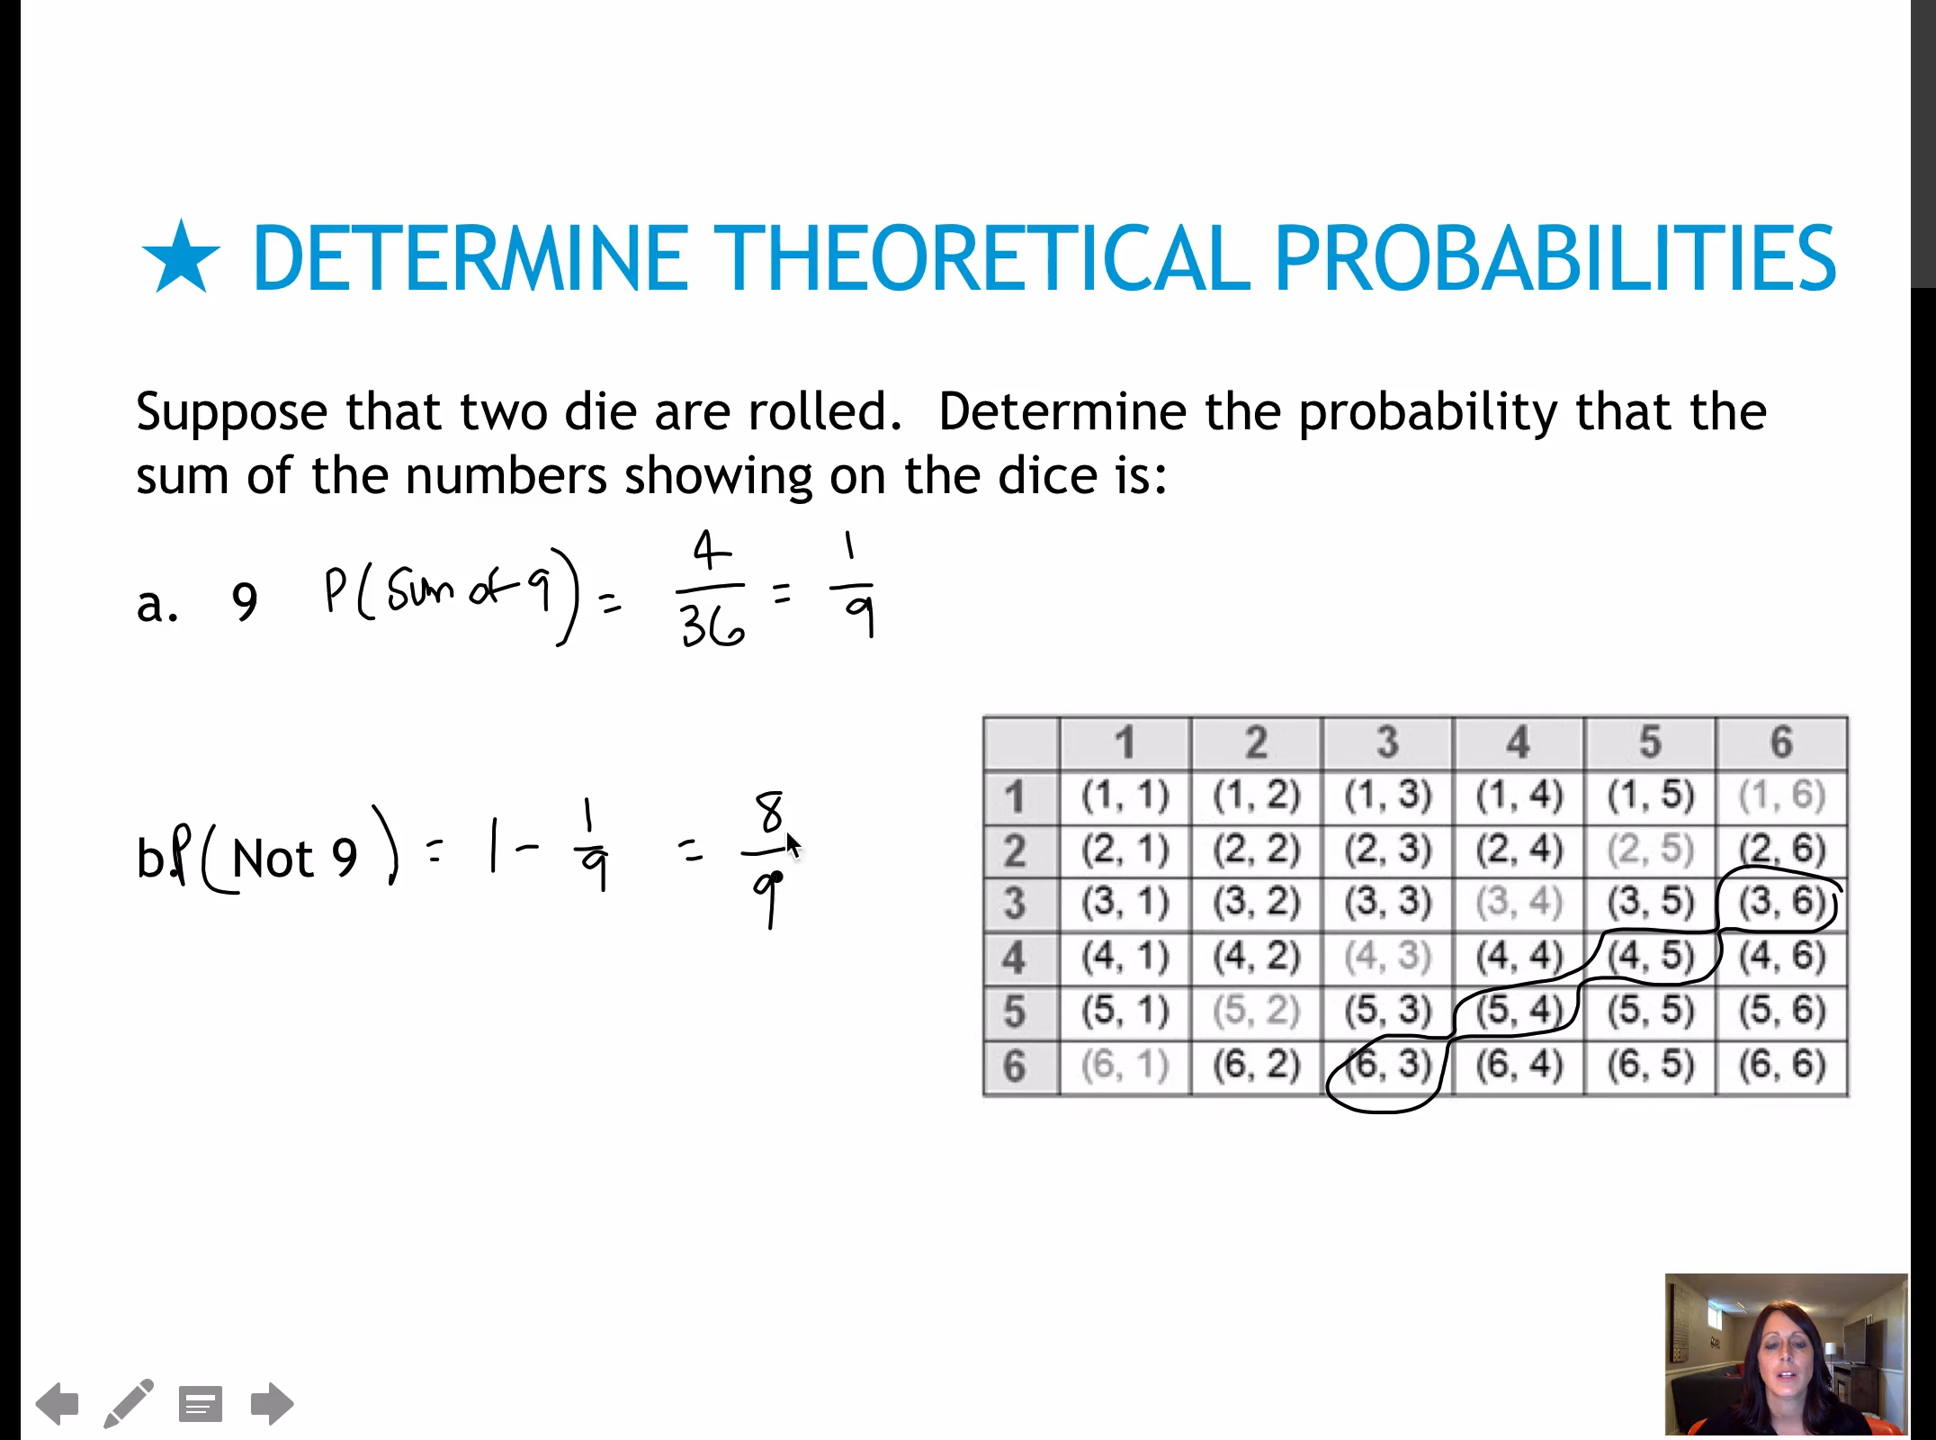 ★ DETERMINE THEORETICAL PROBABILITIES
Suppose that two die are rolled. Determine the probability that the
sum of the numbers showing on the dice is:
a. 9 P(Sum of 9) = 4/36 = 1/9
b. P(Not 9) = 1 - 1/9 = 8/9
1 2 3 4 5 6
1 (1, 1) (1, 2) (1, 3) (1, 4) (1, 5) (1, 6)
2 (2, 1) (2, 2) (2, 3) (2, 4) (2, 5) (2, 6)
3 (3, 1) (3, 2) (3, 3) (3, 4) (3, 5) (3, 6)
4 (4, 1) (4, 2) (4, 3) (4, 4) (4, 5) (4, 6)
5 (5, 1) (5, 2) (5, 3) (5, 4) (5, 5) (5, 6)
6 (6, 1) (6, 2) (6, 3) (6, 4) (6, 5) (6, 6)